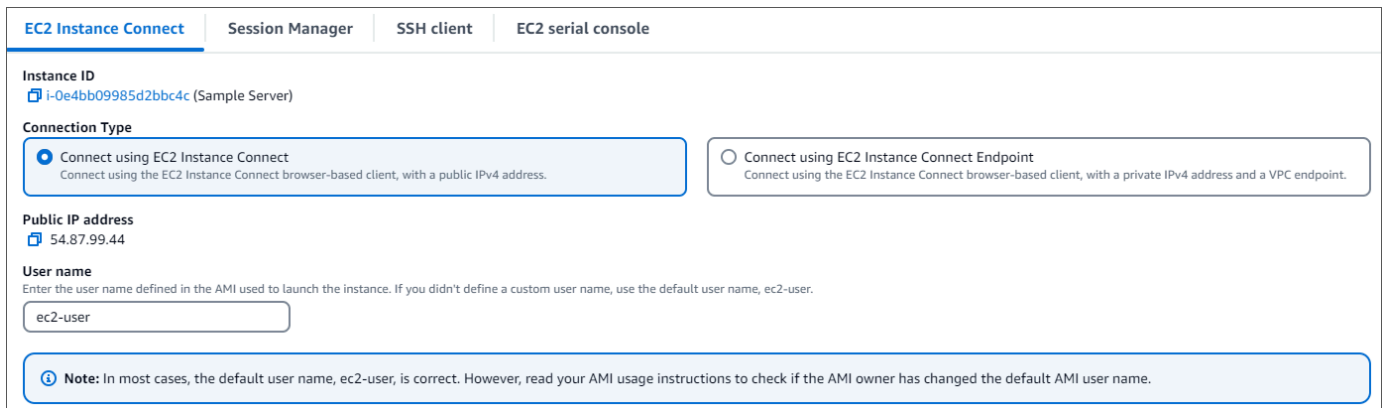 EC2 Instance Connect Session Manager SSH client EC2 serial console
Instance ID
i-0e4bb09985d2bbc4c (Sample Server)
Connection Type
Connect using EC2 Instance Connect
Connect using the EC2 Instance Connect browser-based client, with a public IPv4 address.
Connect using EC2 Instance Connect Endpoint
Connect using the EC2 Instance Connect browser-based client, with a private IPv4 address and a VPC endpoint.
Public IP address
54.87.99.44
User name
Enter the user name defined in the AMI used to launch the instance. If you didn't define a custom user name, use the default user name, ec2-user.
ec2-user
Note: In most cases, the default user name, ec2-user, is correct. However, read your AMI usage instructions to check if the AMI owner has changed the default AMI user name.